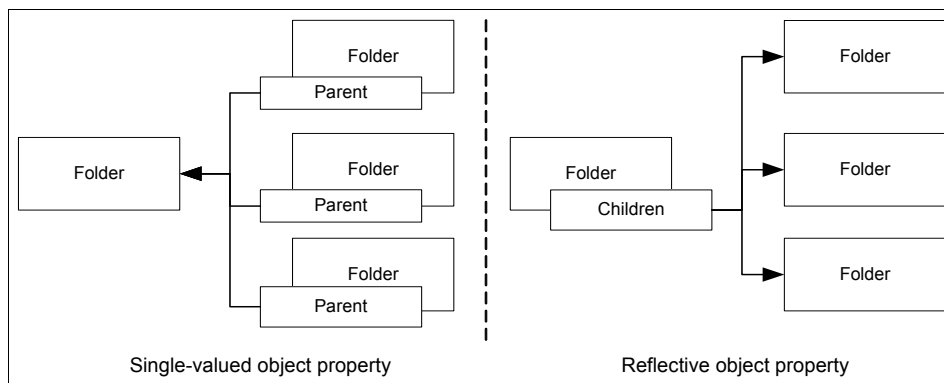 Folder
Parent
Folder
Folder
Parent
Folder
Parent
Single-valued object property
Folder
Folder
Children
Folder
Folder
Reflective object property